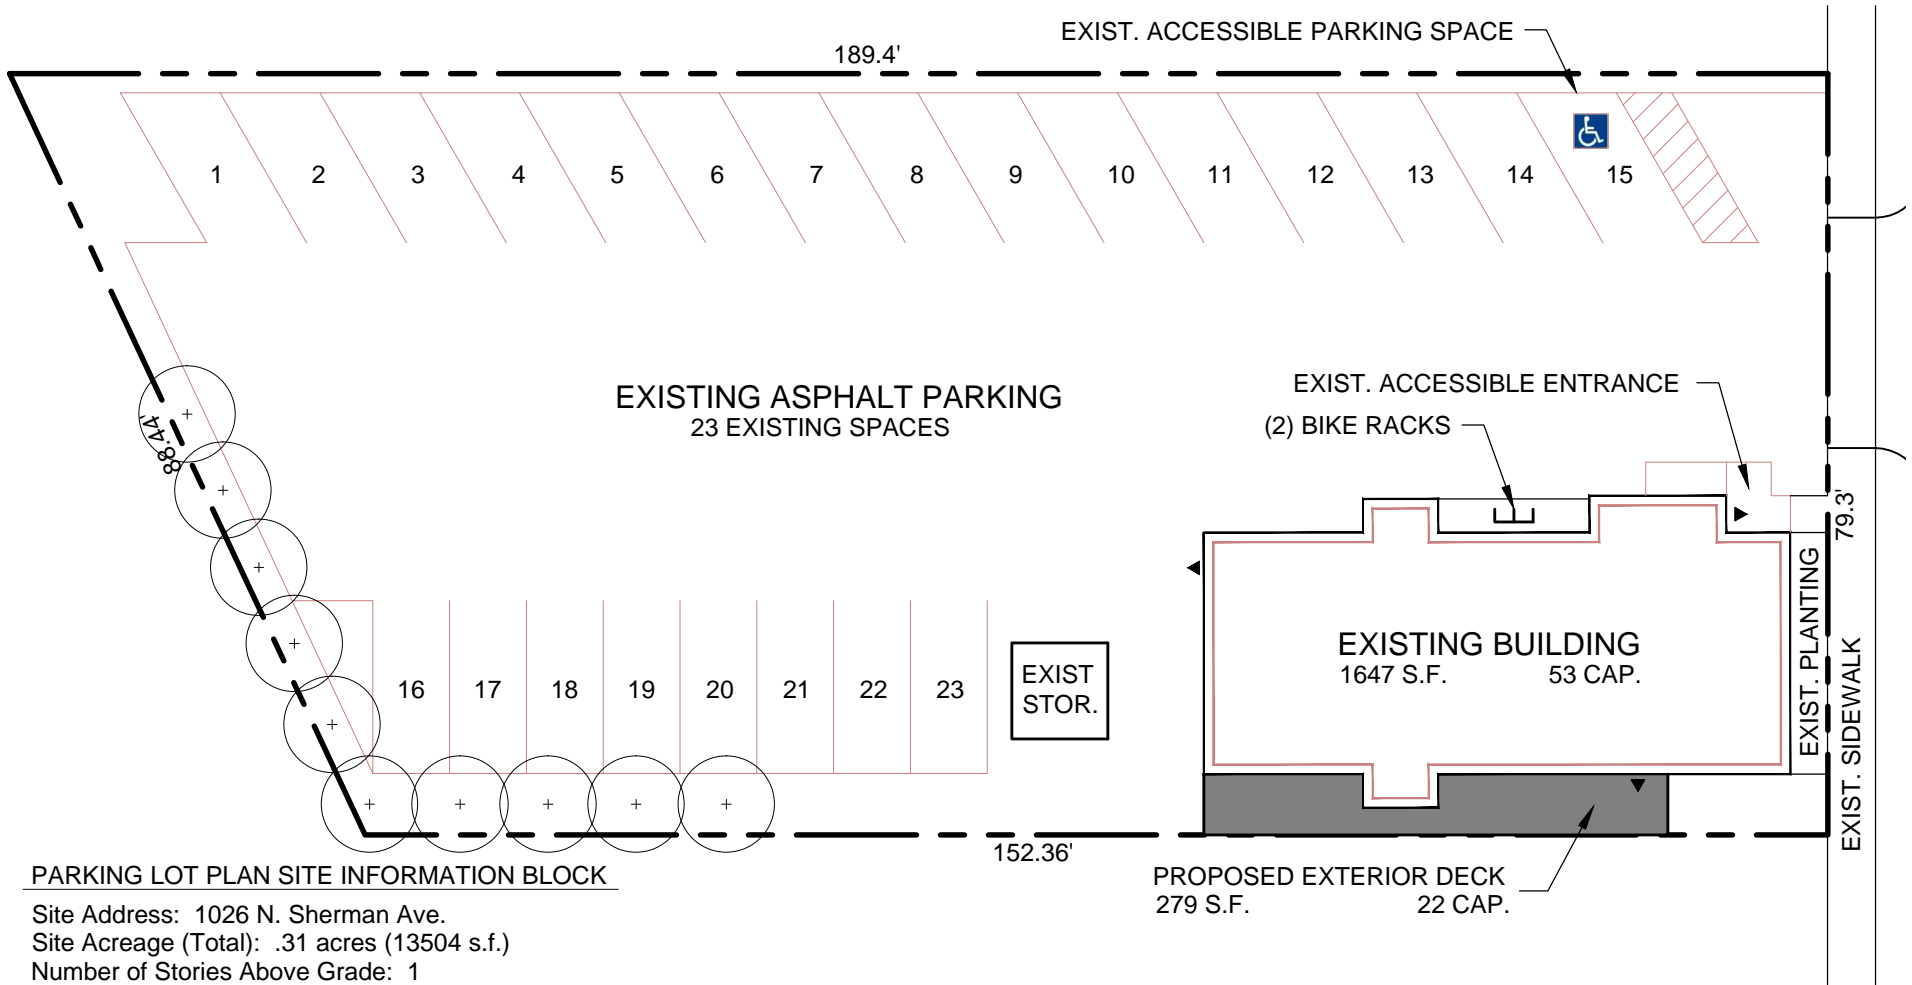 EXIST. ACCESSIBLE PARKING SPACE
189.4'
1 2 3 4 5 6 7 8 9 10 11 12 13 14 15
EXISTING ASPHALT PARKING
23 EXISTING SPACES
EXIST. ACCESSIBLE ENTRANCE
(2) BIKE RACKS
88.44'
79.3'
EXISTING BUILDING
1647 S.F. 53 CAP.
EXIST. PLANTING
EXIST. SIDEWALK
16 17 18 19 20 21 22 23
EXIST
STOR.
152.36'
PROPOSED EXTERIOR DECK
279 S.F. 22 CAP.
PARKING LOT PLAN SITE INFORMATION BLOCK
Site Address: 1026 N. Sherman Ave.
Site Acreage (Total): .31 acres (13504 s.f.)
Number of Stories Above Grade: 1